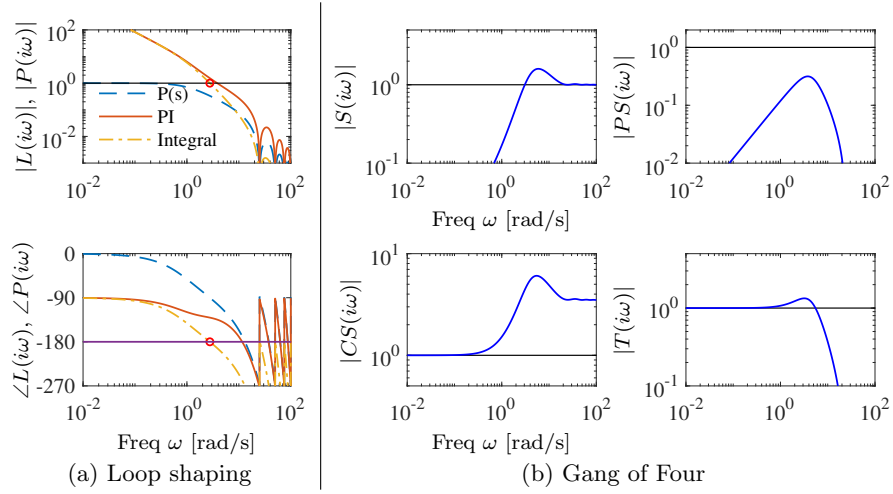 |L(iω)|, |P(iω)|
10^2
10^0
10^-2
P(s)
PI
Integral
10^-2 10^0 10^2
∠L(iω), ∠P(iω)
0
-90
-180
-270
10^-2 10^0 10^2
Freq ω [rad/s]
(a) Loop shaping
|S(iω)|
10^0
10^-1
10^-2 10^0 10^2
Freq ω [rad/s]
|PS(iω)|
10^0
10^-1
10^-2
10^-2 10^0 10^2
|CS(iω)|
10^1
10^0
10^-2 10^0 10^2
Freq ω [rad/s]
|T(iω)|
10^0
10^-1
10^-2 10^0 10^2
(b) Gang of Four